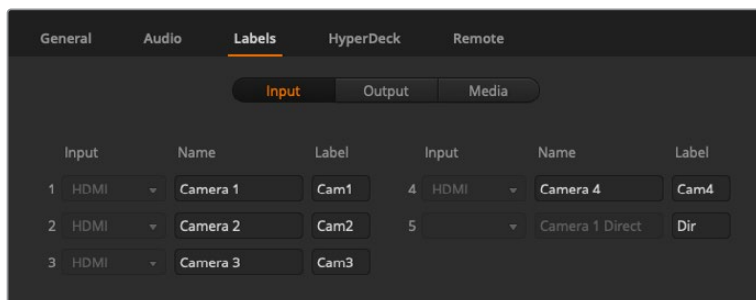 General Audio Labels HyperDeck Remote
Input Output Media
Input Name Label Input Name Label
1 HDMI Camera 1 Cam1 4 HDMI Camera 4 Cam4
2 HDMI Camera 2 Cam2 5 Camera 1 Direct Dir
3 HDMI Camera 3 Cam3